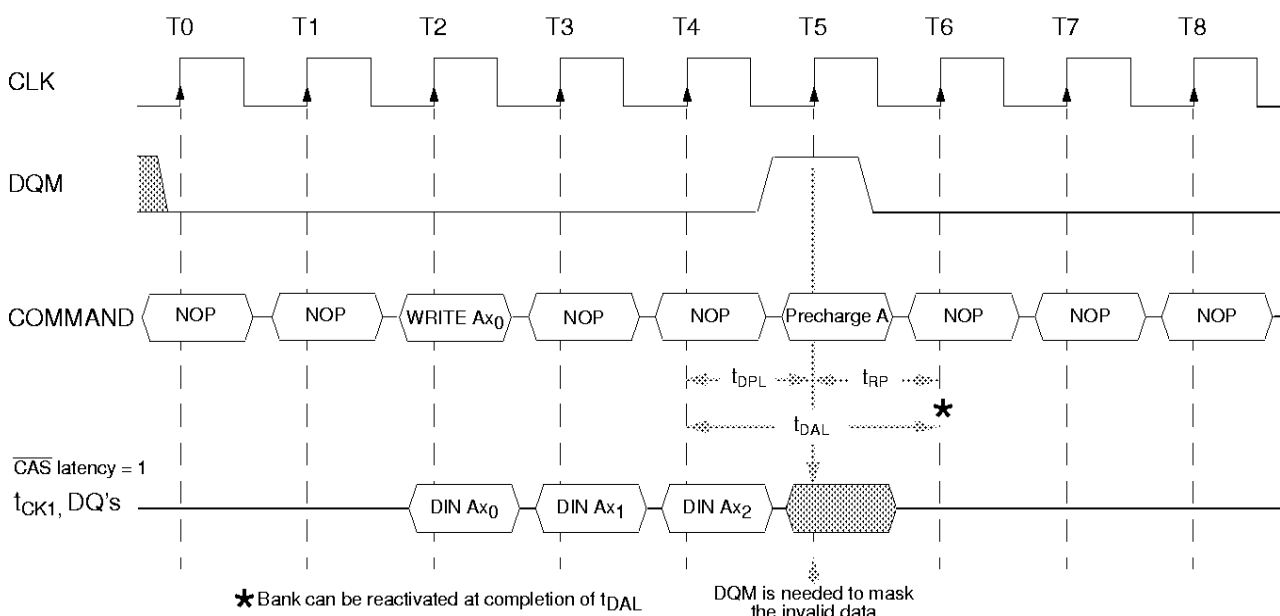 T0 T1 T2 T3 T4 T5 T6 T7 T8
CLK
DQM
COMMAND NOP NOP WRITE Ax0 NOP NOP Precharge A NOP NOP NOP
tDPL tRP
*
tDAL
CAS latency = 1
tCK1, DQ's DIN Ax0 DIN Ax1 DIN Ax2
* Bank can be reactivated at completion of tDAL
DQM is needed to mask
the invalid data